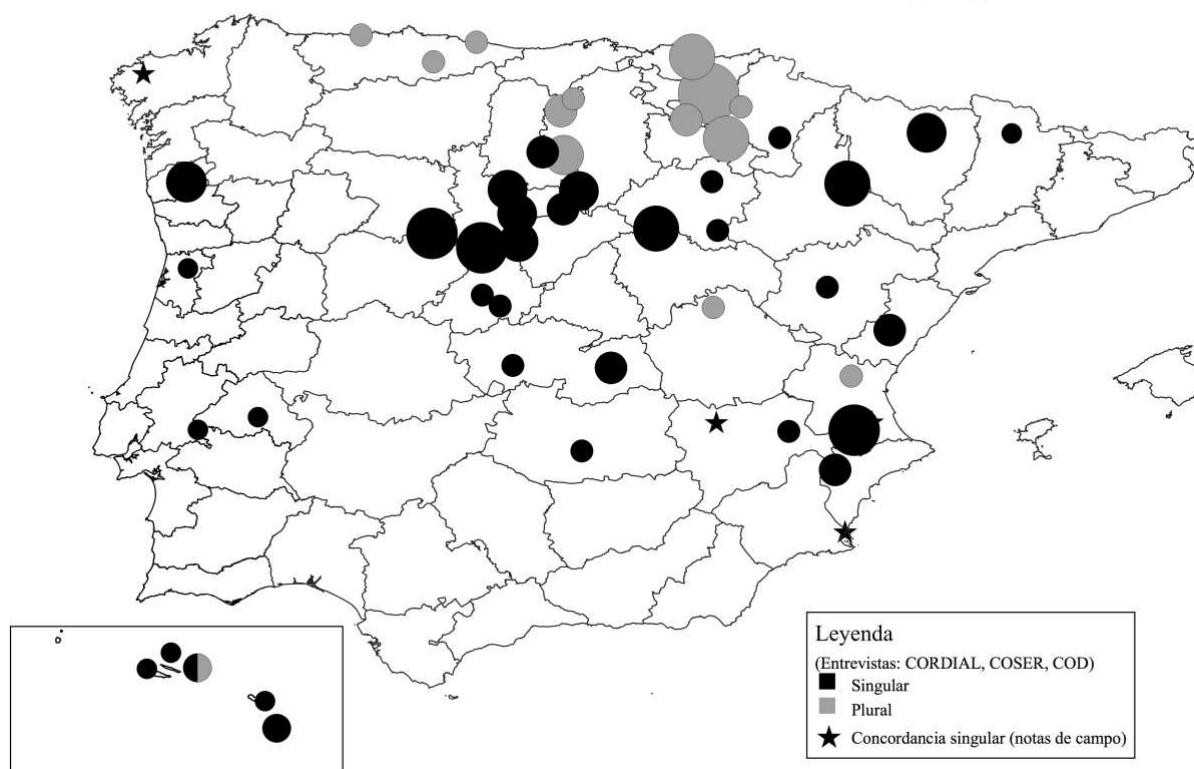 Leyenda
(Entrevistas: CORDIAL, COSER, COD)
Singular
Plural
Concordancia singular (notas de campo)